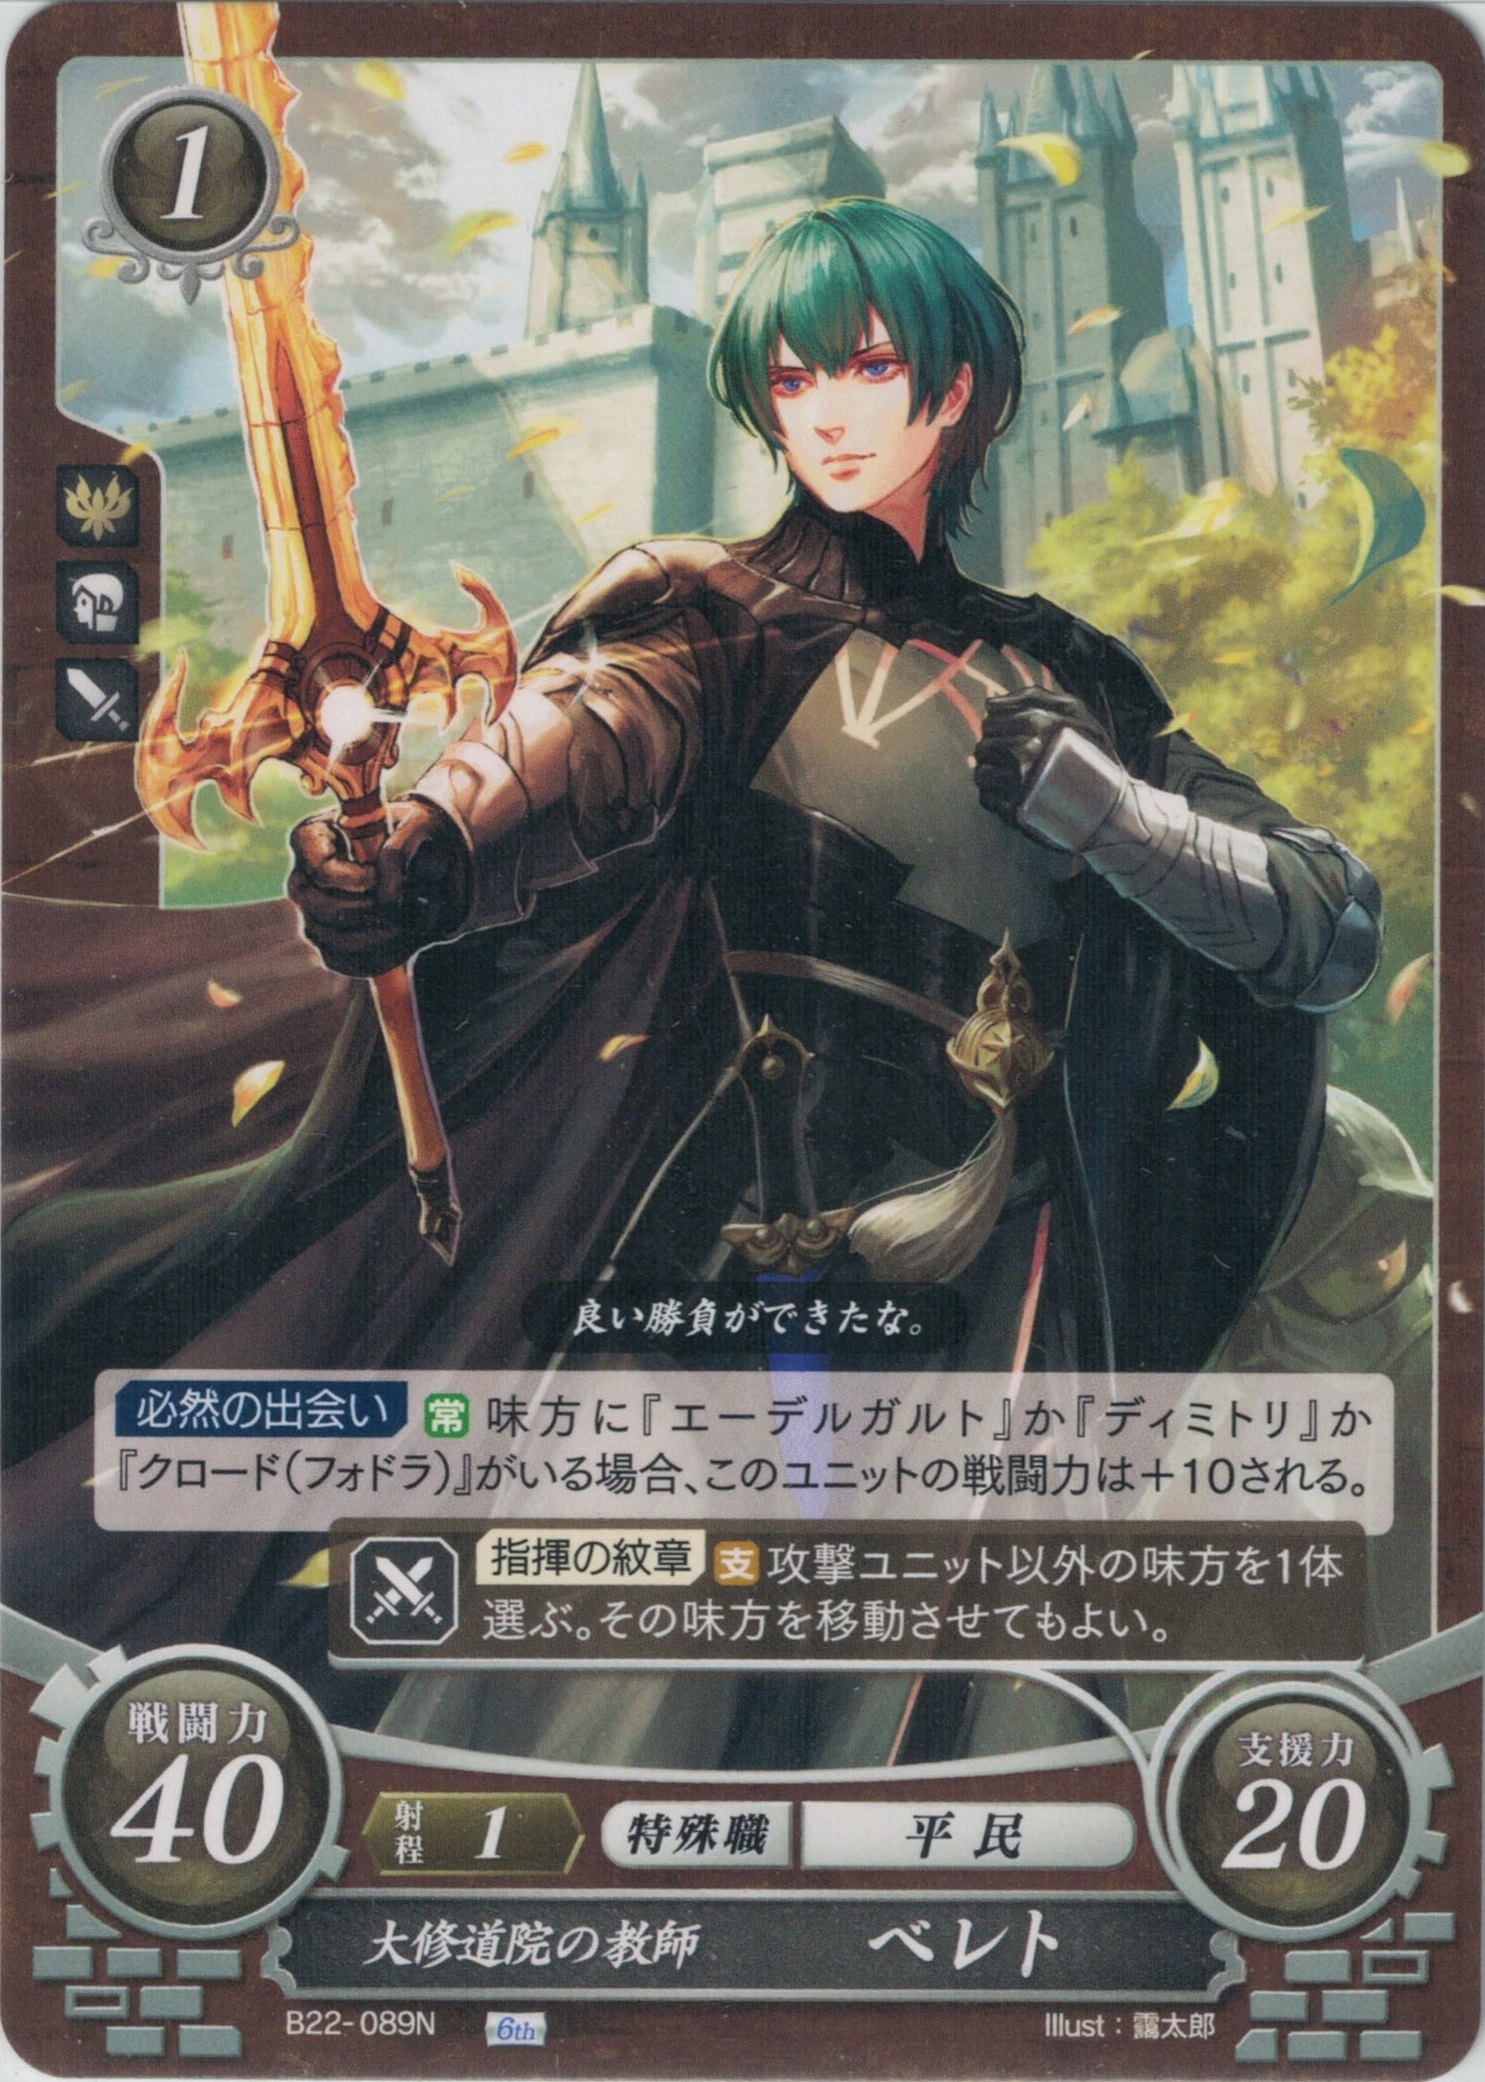 1
良い勝負ができたな。
必然の出会い 常 味方に『エーデルガルト』か『ディミトリ』か
『クロード(フォドラ)』がいる場合、このユニットの戦闘力は+10される。
指揮の紋章 支 攻撃ユニット以外の味方を1体
選ぶ。その味方を移動させてもよい。
戦闘力
40
射程 1
特殊職 平民
支援力
20
大修道院の教師 ベレト
B22-089N 6th Illust：靄太郎